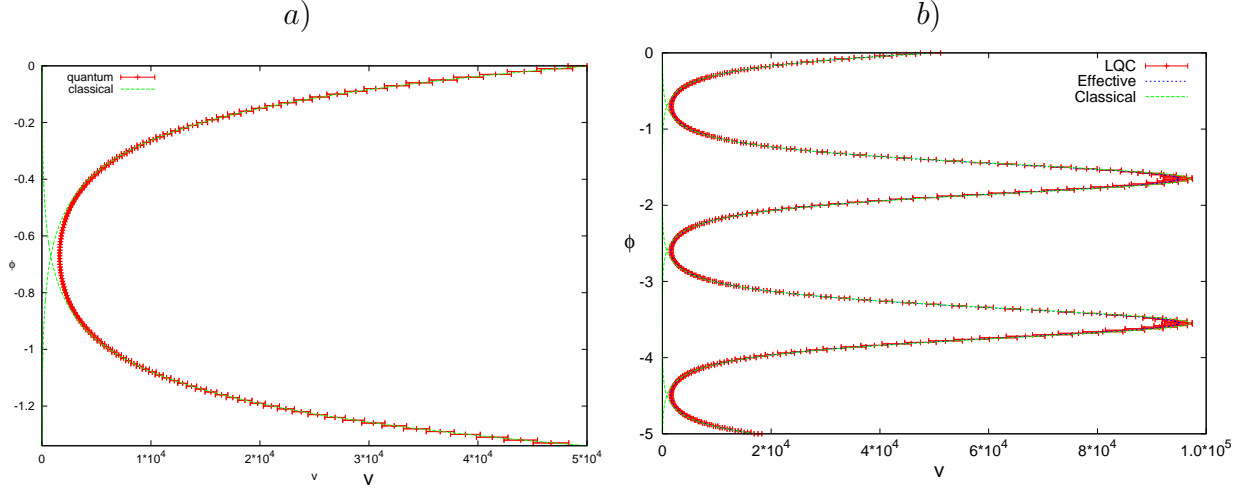 a)
quantum
classical
0
-0.2
-0.4
-0.6
-0.8
-1
-1.2
ϕ
0
1*10⁴
2*10⁴
3*10⁴
4*10⁴
5*10⁴
v
v
b)
LQC
Effective
Classical
0
-1
-2
-3
-4
-5
ϕ
0
2*10⁴
4*10⁴
6*10⁴
8*10⁴
1.0*10⁵
v